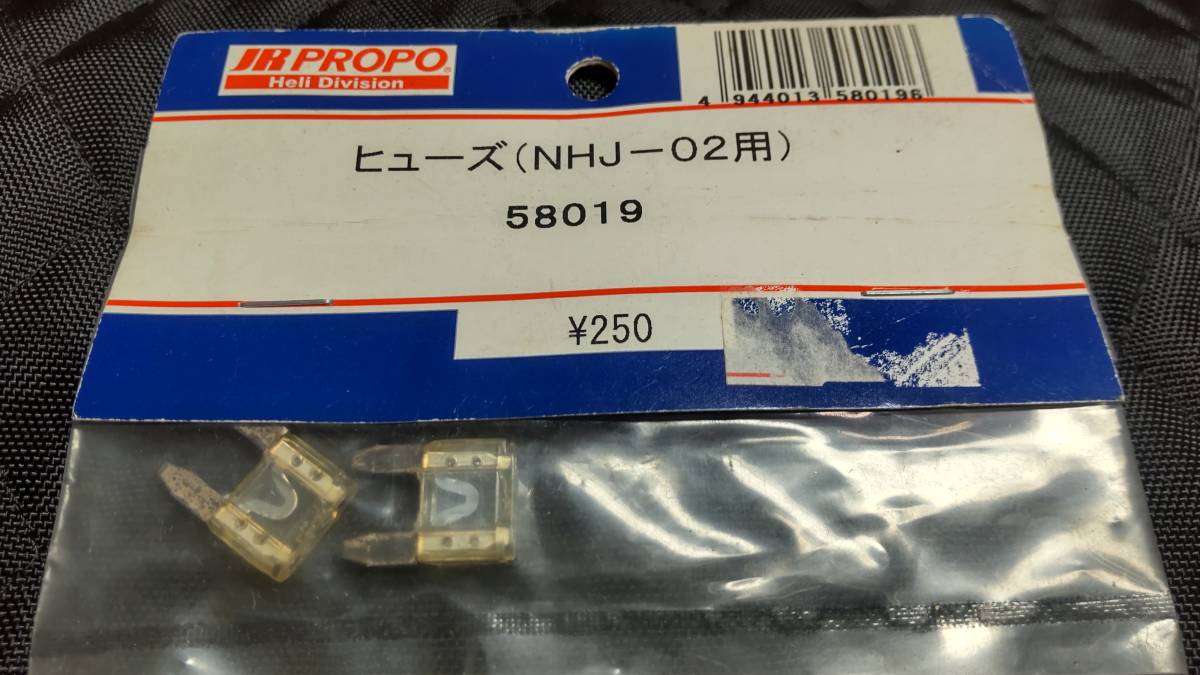 JR PROPO®
Heli Division
4 944013 580196
ヒューズ(NHJ-02用)
58019
¥250